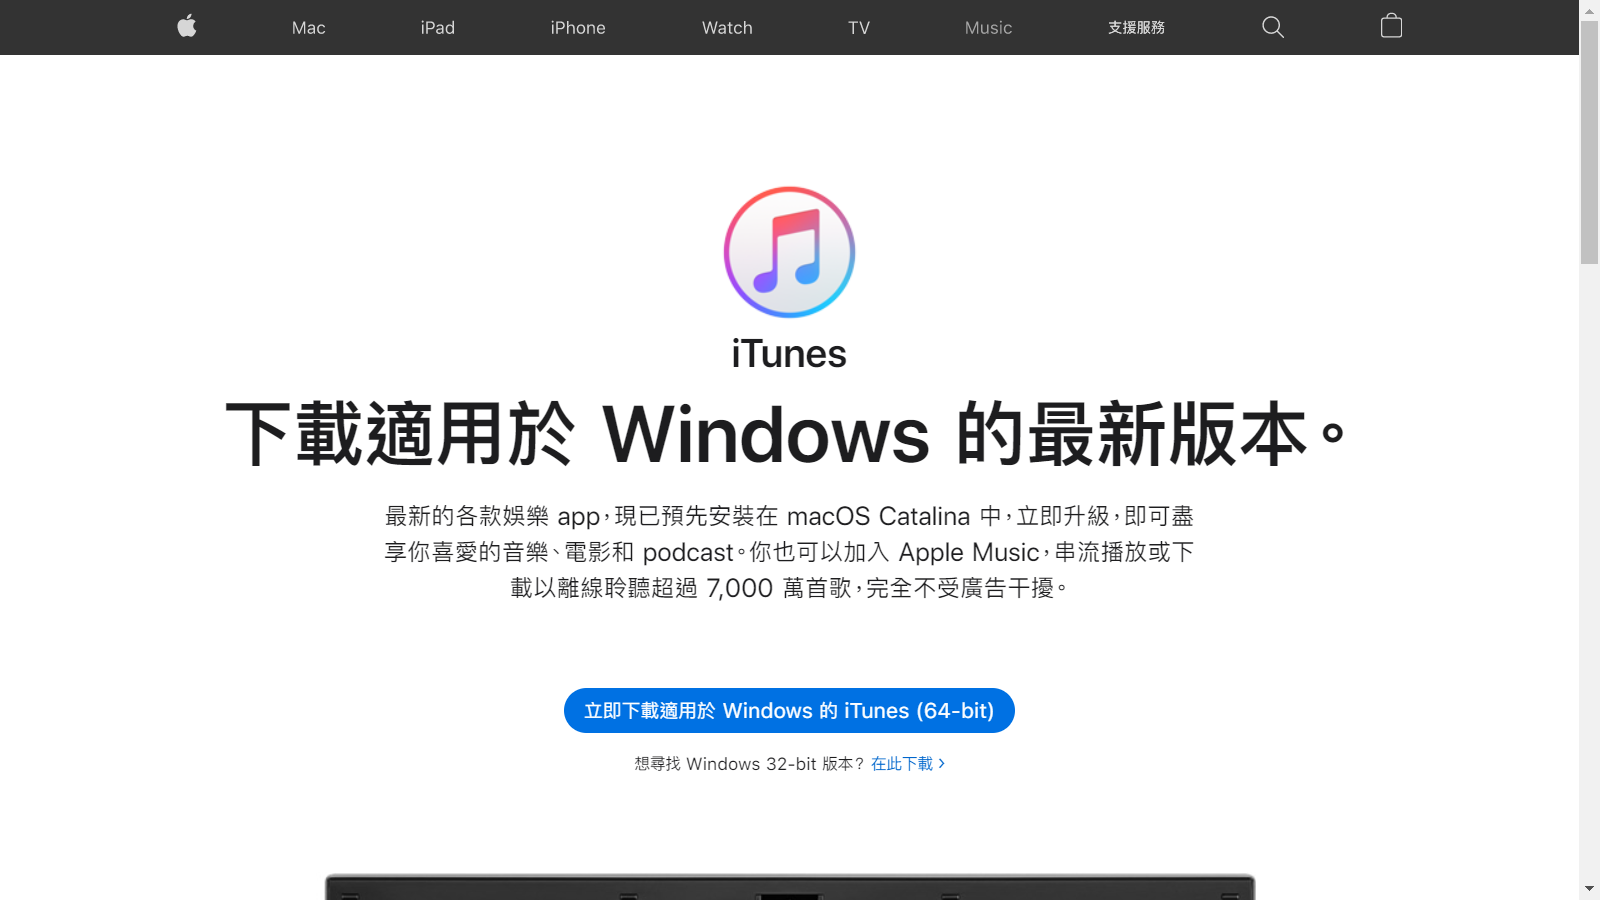 Mac iPad iPhone Watch TV Music 支援服務
iTunes
下載適用於 Windows 的最新版本。
最新的各款娛樂 app，現已預先安裝在 macOS Catalina 中，立即升級，即可盡
享你喜愛的音樂、電影和 podcast。你也可以加入 Apple Music，串流播放或下
載以離線聆聽超過 7,000 萬首歌，完全不受廣告干擾。
立即下載適用於 Windows 的 iTunes (64-bit)
想尋找 Windows 32-bit 版本？ 在此下載 >